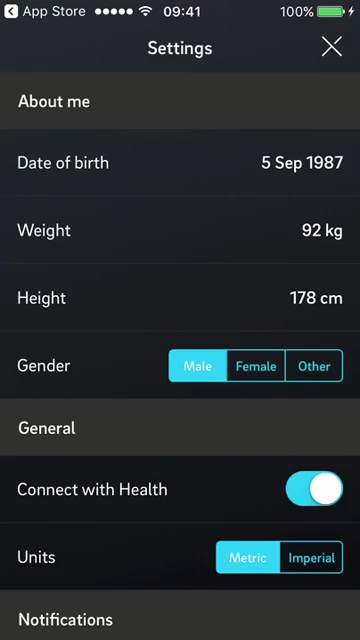 App Store 09:41 100%
Settings
About me
Date of birth 5 Sep 1987
Weight 92 kg
Height 178 cm
Gender Male Female Other
General
Connect with Health
Units Metric Imperial
Notifications